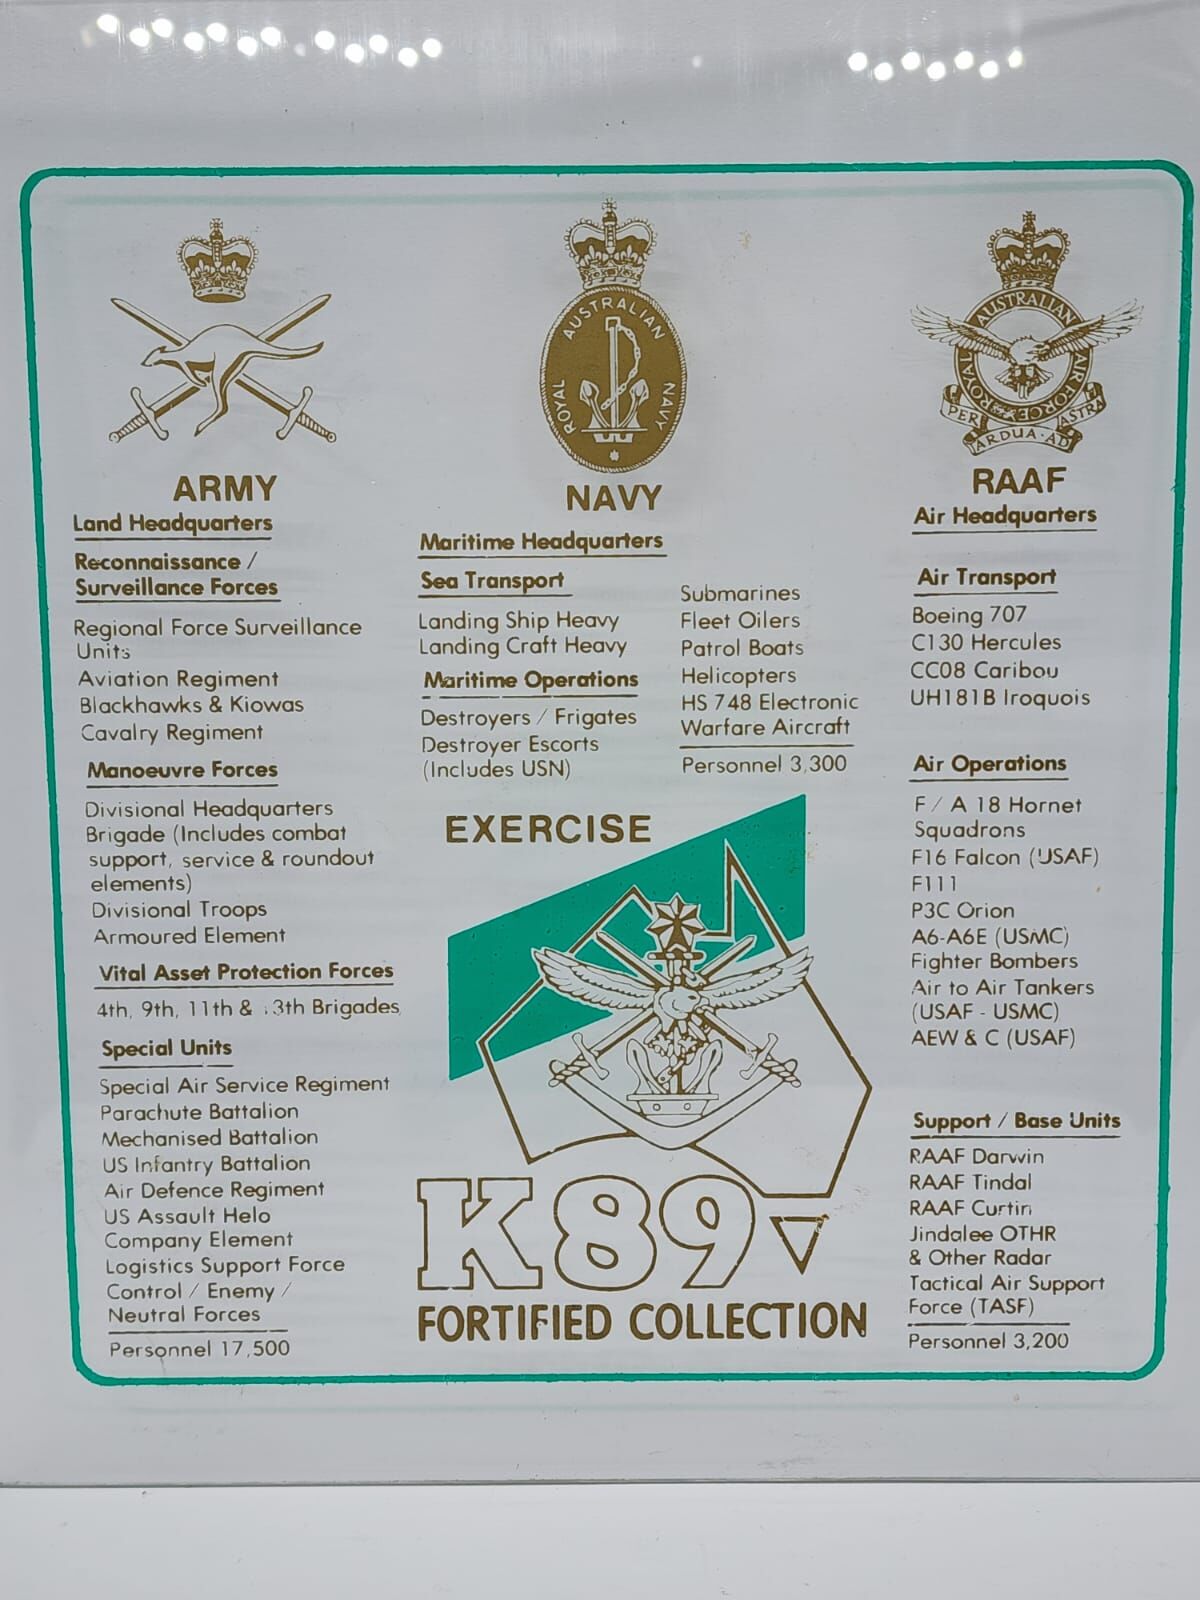 ARMY
Land Headquarters
Reconnaissance /
Surveillance Forces
Regional Force Surveillance
Units
Aviation Regiment
Blackhawks & Kiowas
Cavalry Regiment
Manoeuvre Forces
Divisional Headquarters
Brigade (Includes combat
support, service & roundout
elements)
Divisional Troops
Armoured Element
Vital Asset Protection Forces
4th, 9th, 11th & 13th Brigades
Special Units
Special Air Service Regiment
Parachute Battalion
Mechanised Battalion
US Infantry Battalion
Air Defence Regiment
US Assault Helo
Company Element
Logistics Support Force
Control / Enemy /
Neutral Forces
Personnel 17,500
ROYAL AUSTRALIAN NAVY
NAVY
Maritime Headquarters
Sea Transport
Landing Ship Heavy
Landing Craft Heavy
Maritime Operations
Destroyers / Frigates
Destroyer Escorts
(Includes USN)
Submarines
Fleet Oilers
Patrol Boats
Helicopters
HS 748 Electronic
Warfare Aircraft
Personnel 3,300
EXERCISE
K89
FORTIFIED COLLECTION
ROYAL AUSTRALIAN AIR FORCE
PER ARDUA AD ASTRA
RAAF
Air Headquarters
Air Transport
Boeing 707
C130 Hercules
CC08 Caribou
UH181B Iroquois
Air Operations
F / A 18 Hornet
Squadrons
F16 Falcon (USAF)
F111
P3C Orion
A6-A6E (USMC)
Fighter Bombers
Air to Air Tankers
(USAF - USMC)
AEW & C (USAF)
Support / Base Units
RAAF Darwin
RAAF Tindal
RAAF Curtin
Jindalee OTHR
& Other Radar
Tactical Air Support
Force (TASF)
Personnel 3,200